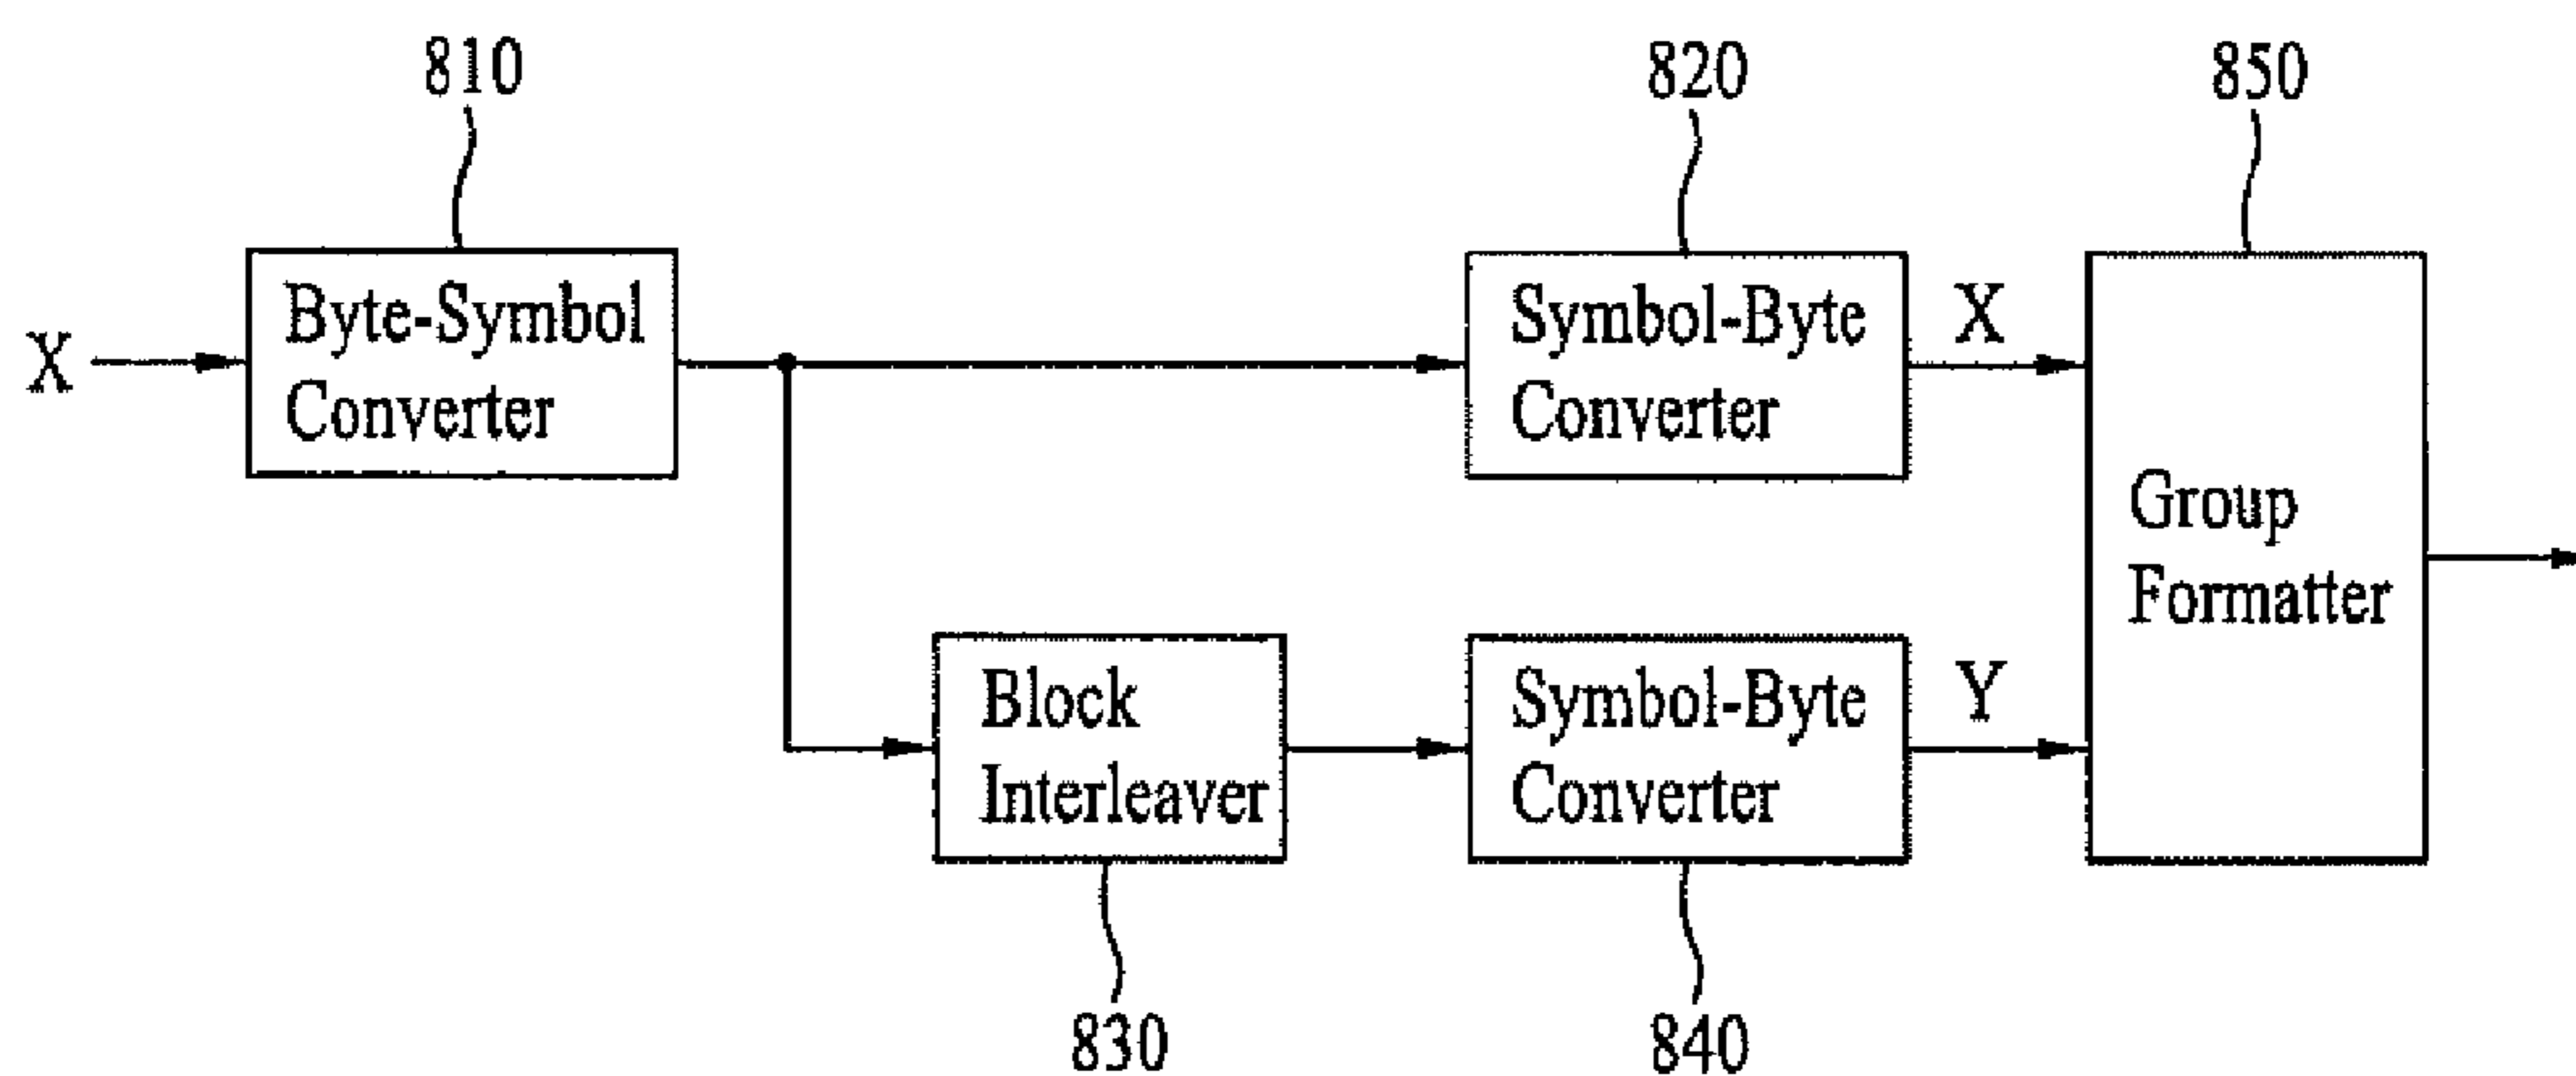 810
820
850
Byte-Symbol
Converter
Symbol-Byte
Converter
X
X
Group
Formatter
Block
Interleaver
Symbol-Byte
Converter
Y
830
840